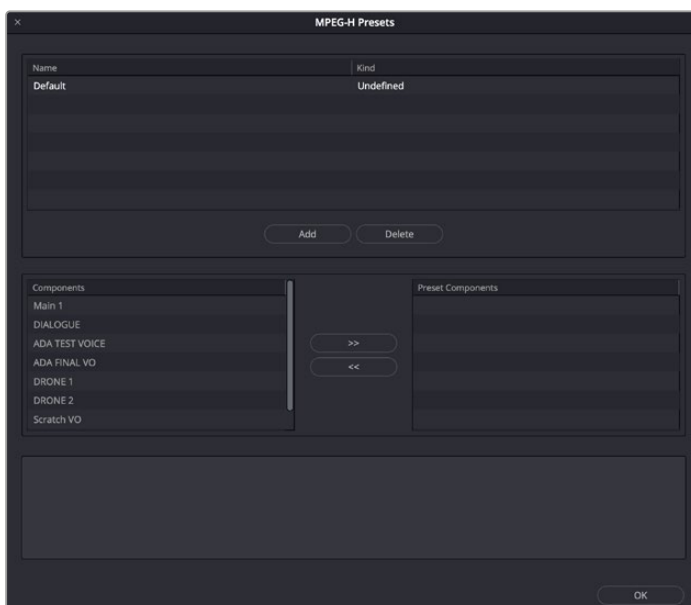 × MPEG-H Presets
Name Kind
Default Undefined
Add Delete
Components Preset Components
Main 1
DIALOGUE
ADA TEST VOICE >>
ADA FINAL VO <<
DRONE 1
DRONE 2
Scratch VO
OK